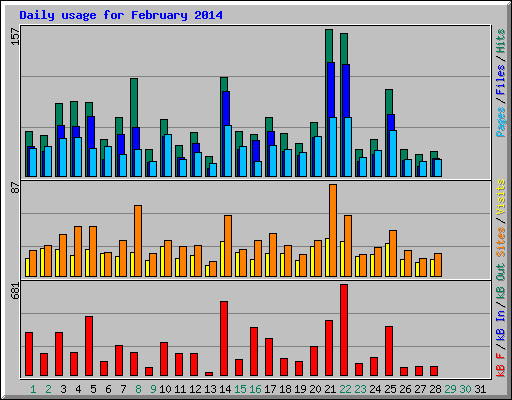 Daily usage for February 2014
157
Pages / Files / Hits
87
Sites / Visits
681
kB F / kB In / kB Out
1 2 3 4 5 6 7 8 9 10 11 12 13 14 15 16 17 18 19 20 21 22 23 24 25 26 27 28 29 30 31